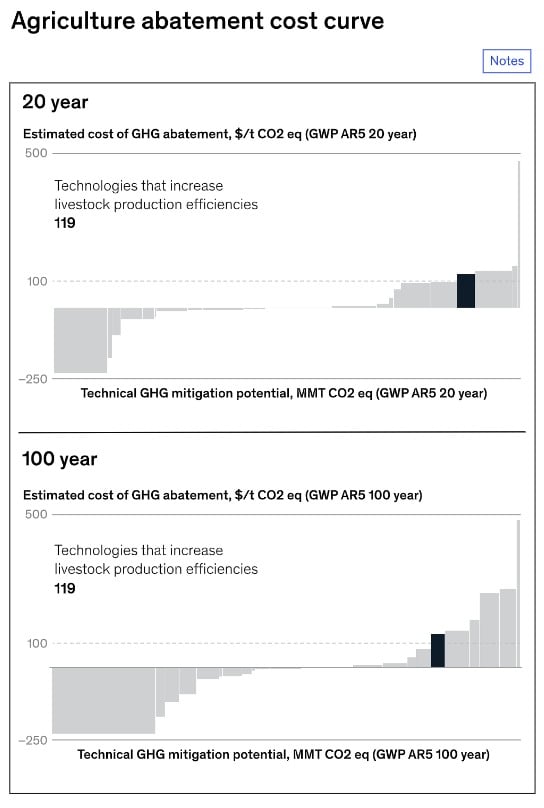 Agriculture abatement cost curve
Notes
20 year
Estimated cost of GHG abatement, $/t CO2 eq (GWP AR5 20 year)
500
Technologies that increase
livestock production efficiencies
119
100
–250
Technical GHG mitigation potential, MMT CO2 eq (GWP AR5 20 year)
100 year
Estimated cost of GHG abatement, $/t CO2 eq (GWP AR5 100 year)
500
Technologies that increase
livestock production efficiencies
119
100
–250
Technical GHG mitigation potential, MMT CO2 eq (GWP AR5 100 year)